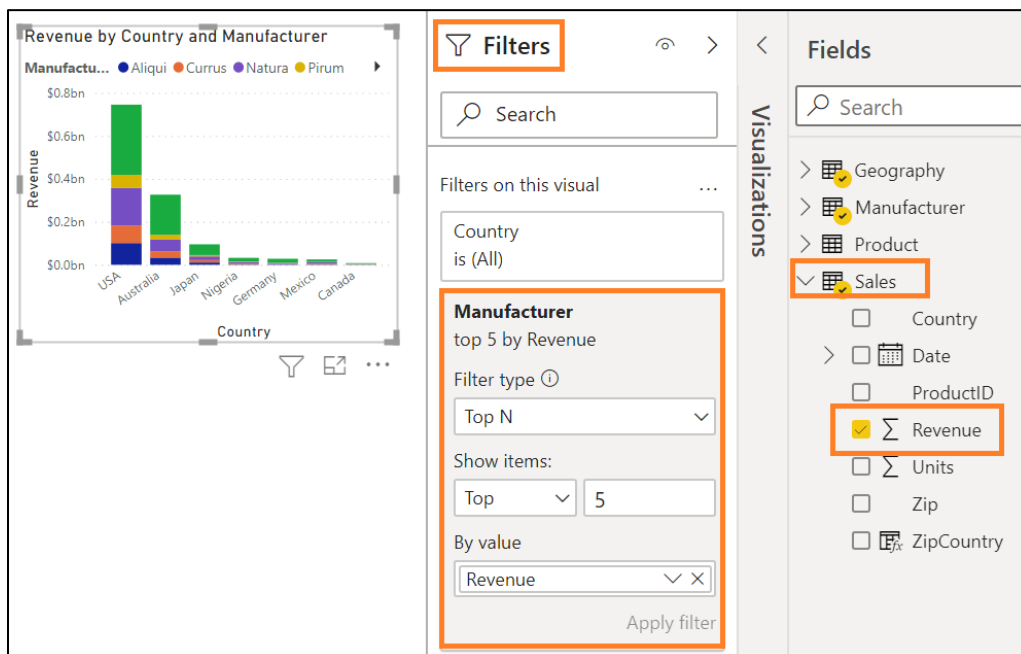 Revenue by Country and Manufacturer
Manufactu... Aliqui Currus Natura Pirum
$0.8bn
$0.6bn
$0.4bn
$0.2bn
$0.0bn
Revenue
USA
Australia
Japan
Nigeria
Germany
Mexico
Canada
Country
Filters
Search
Filters on this visual
Country
is (All)
Manufacturer
top 5 by Revenue
Filter type
Top N
Show items:
Top 5
By value
Revenue
Apply filter
Visualizations
Fields
Search
Geography
Manufacturer
Product
Sales
Country
Date
ProductID
Revenue
Units
Zip
ZipCountry